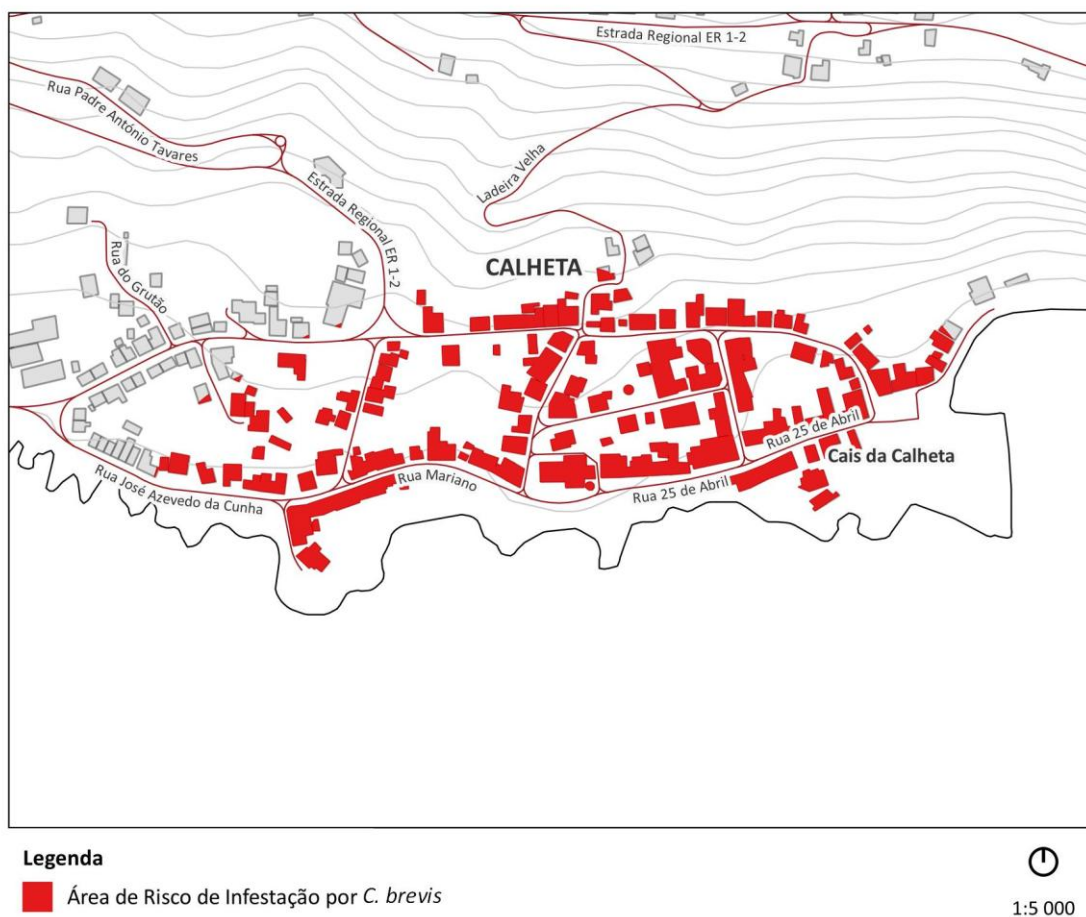 Estrada Regional ER 1-2
Rua Padre António Tavares
Ladeira Velha
Estrada Regional ER 1-2
Rua do Grutão
CALHETA
Rua 25 de Abril
Cais da Calheta
Rua Mariano
Rua José Azevedo da Cunha
Rua 25 de Abril
Legenda
Área de Risco de Infestação por C. brevis
1:5 000